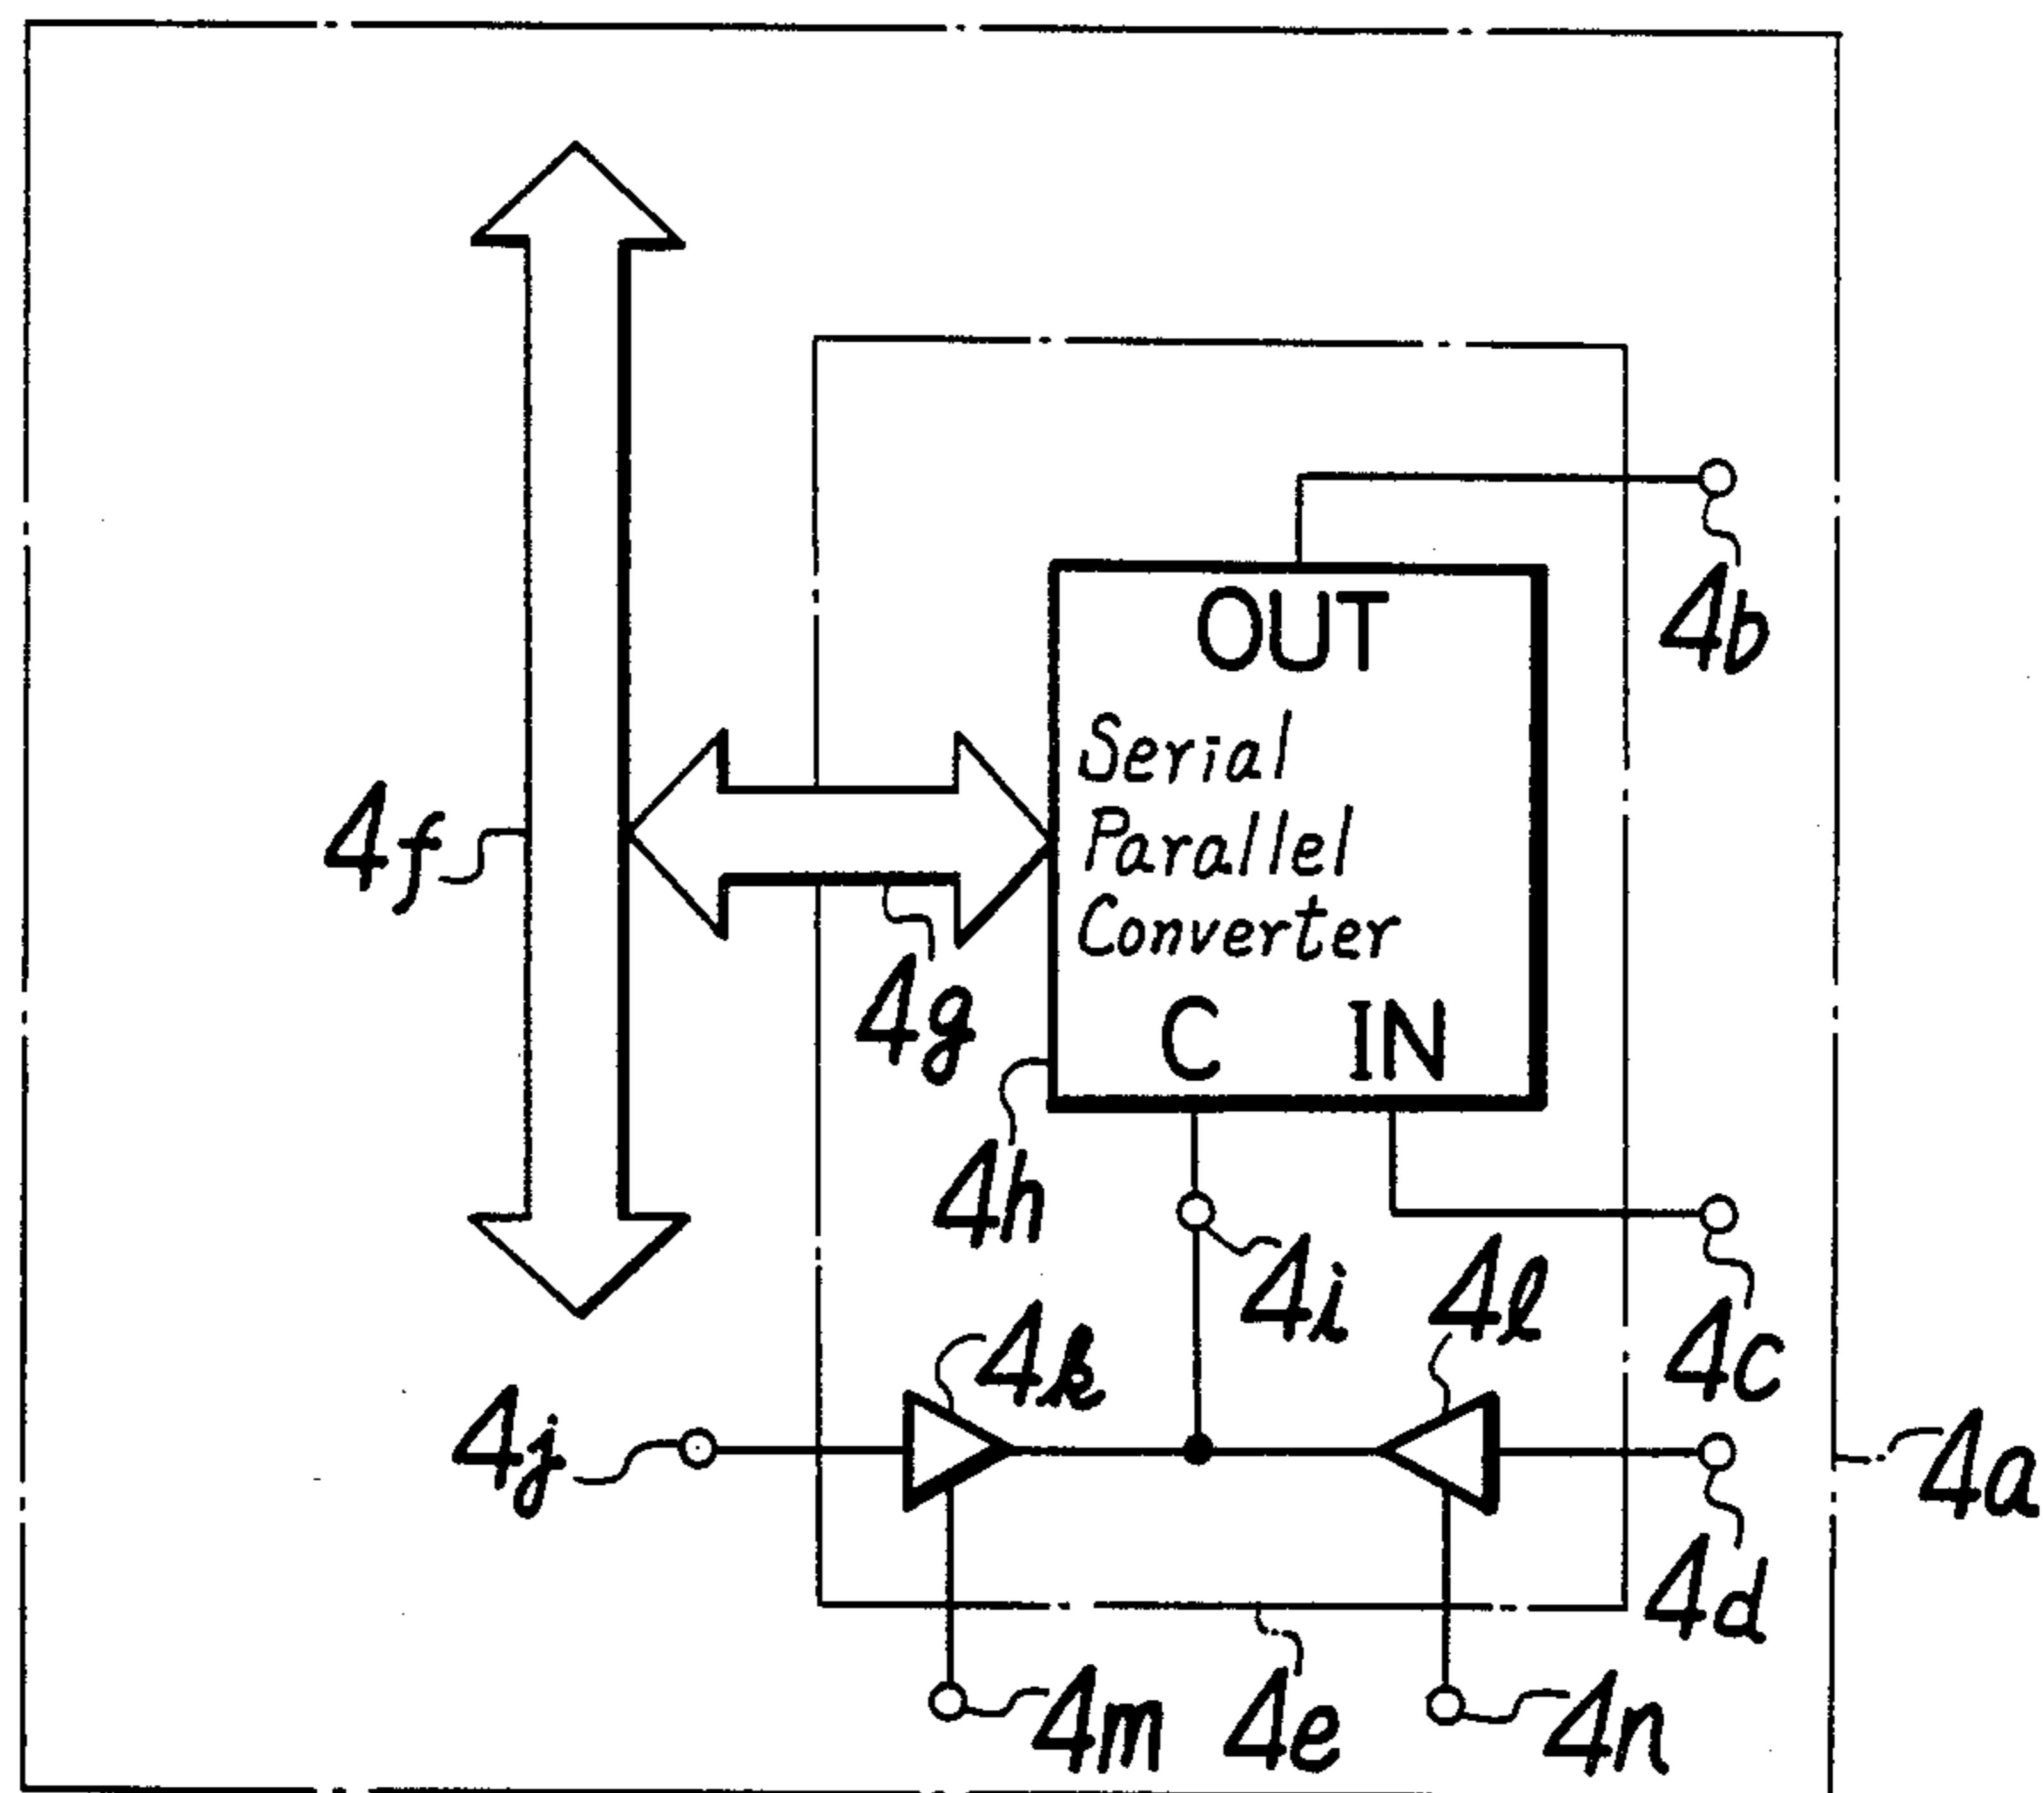 OUT
4b
Serial
Parallel
Converter
4f
4g
C IN
4h
4i
4l
4c
4k
4j
4a
4d
4m
4e
4n